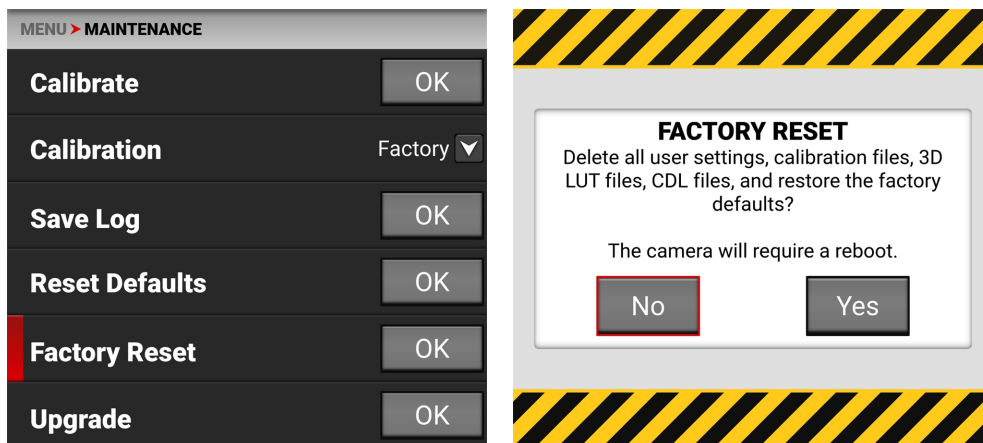 MENU > MAINTENANCE
Calibrate OK
Calibration Factory
Save Log OK
Reset Defaults OK
Factory Reset OK
Upgrade OK
FACTORY RESET
Delete all user settings, calibration files, 3D
LUT files, CDL files, and restore the factory
defaults?
The camera will require a reboot.
No Yes